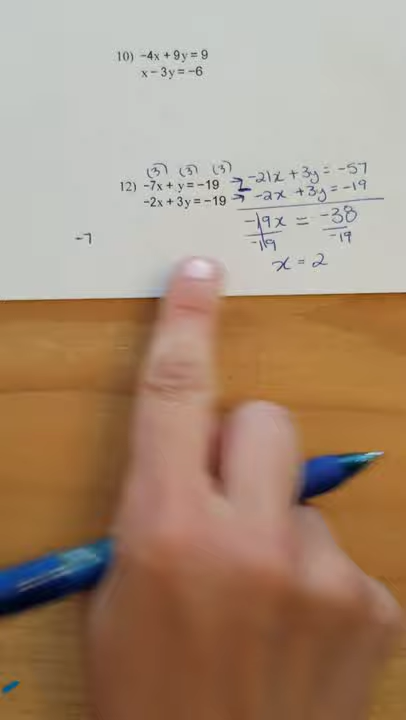 10) -4x + 9y = 9
x - 3y = -6
(3) (3) (3)
12) -7x + y = -19 → -21x + 3y = -57
-2x + 3y = -19 → -2x + 3y = -19
-19x = -38
-19 -19
x = 2
-7